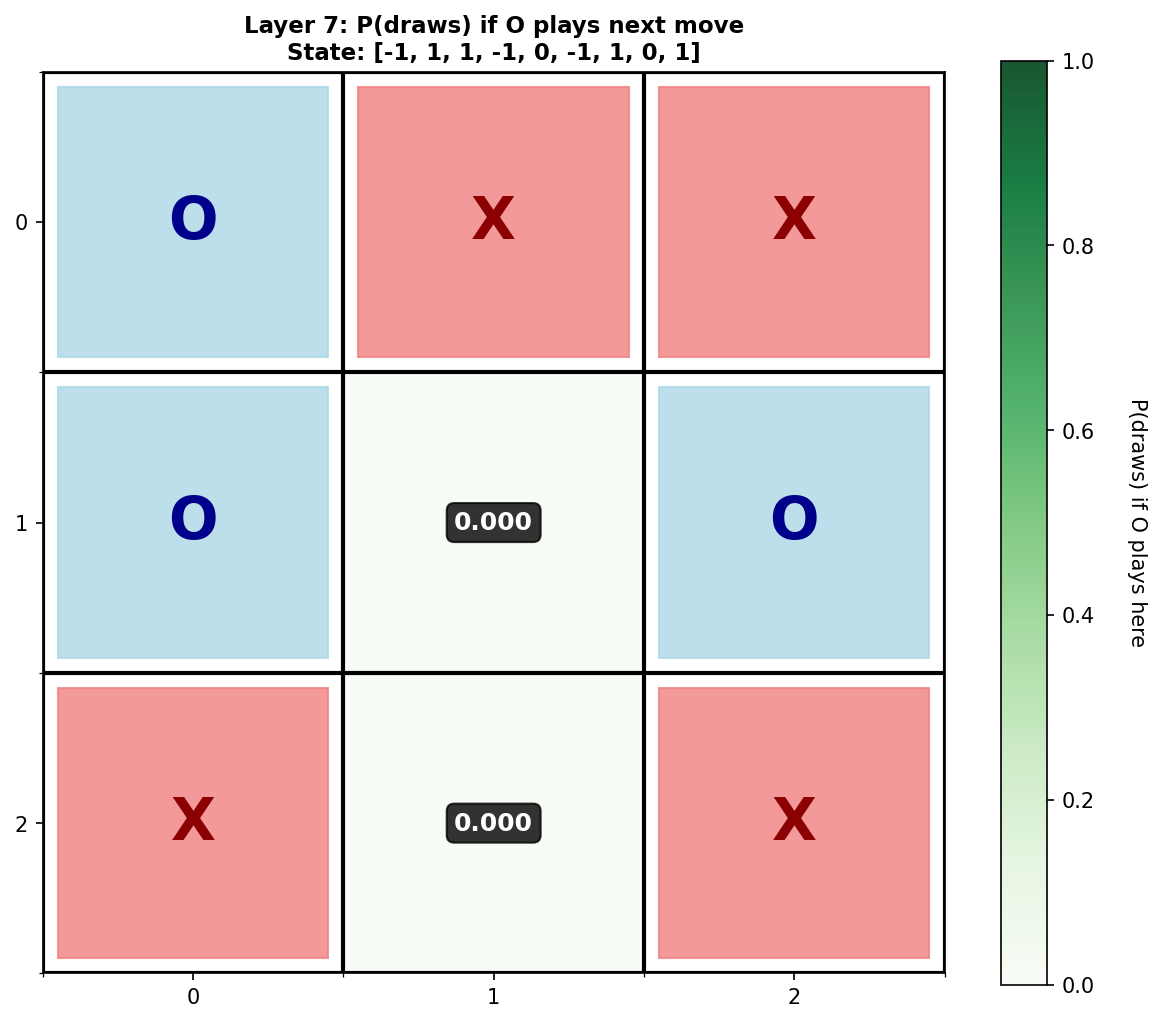 Layer 7: P(draws) if O plays next move
State: [-1, 1, 1, -1, 0, -1, 1, 0, 1]
1.0
0 O X X
0.8
0.6
P(draws) if O plays here
1 O 0.000 O
0.4
0.2
2 X 0.000 X
0.0
0 1 2